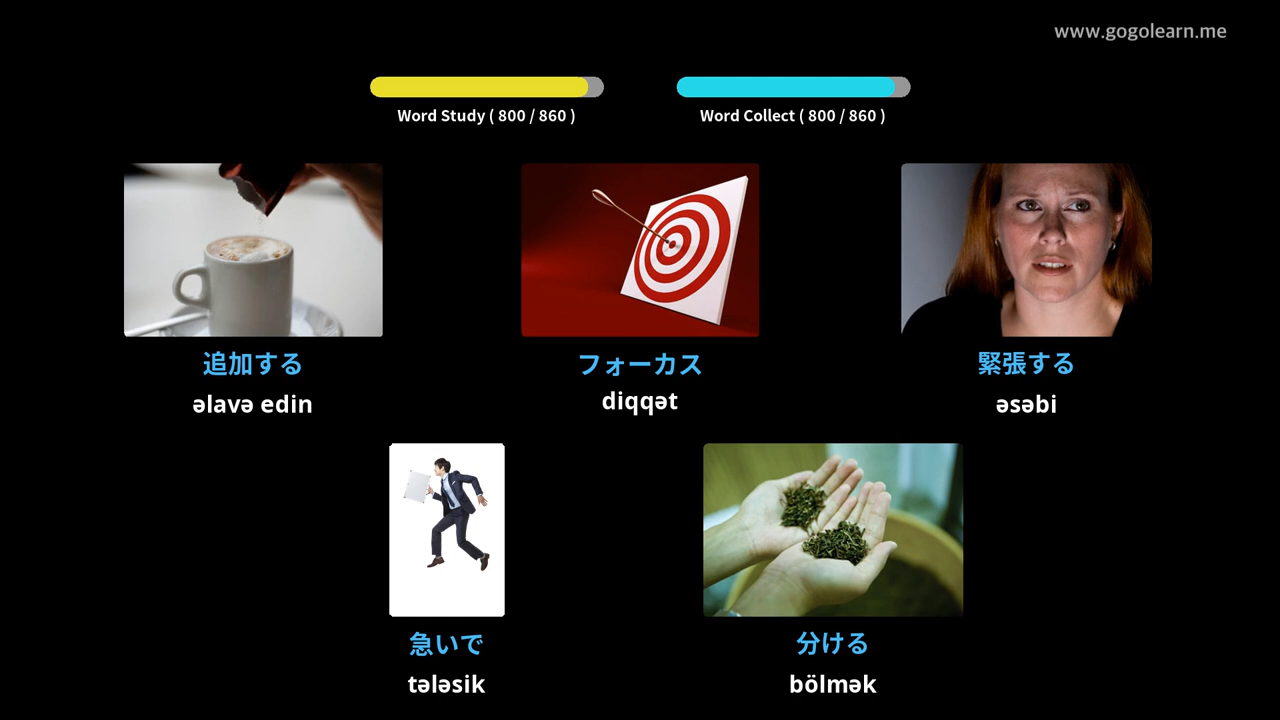 www.gogolearn.me
Word Study ( 800 / 860 )
Word Collect ( 800 / 860 )
追加する
フォーカス
緊張する
əlavə edin
diqqət
əsəbi
急いで
分ける
tələsik
bölmək